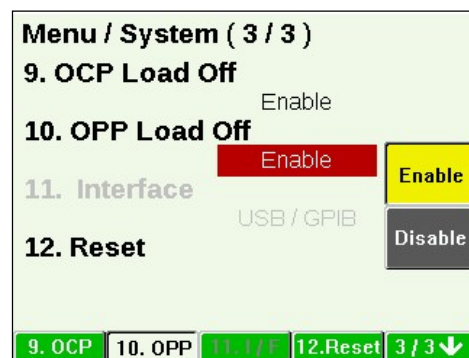 Menu / System ( 3 / 3 )
9. OCP Load Off
Enable
10. OPP Load Off
Enable
Enable
11. Interface
USB / GPIB
Disable
12. Reset
9. OCP 10. OPP 11. I / F 12.Reset 3 / 3